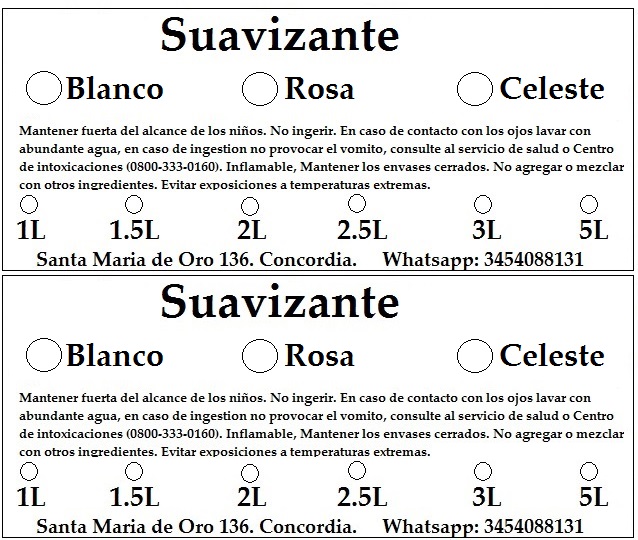 Suavizante
Blanco Rosa Celeste
Mantener fuerta del alcance de los niños. No ingerir. En caso de contacto con los ojos lavar con
abundante agua, en caso de ingestion no provocar el vomito, consulte al servicio de salud o Centro
de intoxicaciones (0800-333-0160). Inflamable, Mantener los envases cerrados. No agregar o mezclar
con otros ingredientes. Evitar exposiciones a temperaturas extremas.
1L 1.5L 2L 2.5L 3L 5L
Santa Maria de Oro 136. Concordia. Whatsapp: 3454088131
Suavizante
Blanco Rosa Celeste
Mantener fuerta del alcance de los niños. No ingerir. En caso de contacto con los ojos lavar con
abundante agua, en caso de ingestion no provocar el vomito, consulte al servicio de salud o Centro
de intoxicaciones (0800-333-0160). Inflamable, Mantener los envases cerrados. No agregar o mezclar
con otros ingredientes. Evitar exposiciones a temperaturas extremas.
1L 1.5L 2L 2.5L 3L 5L
Santa Maria de Oro 136. Concordia. Whatsapp: 3454088131